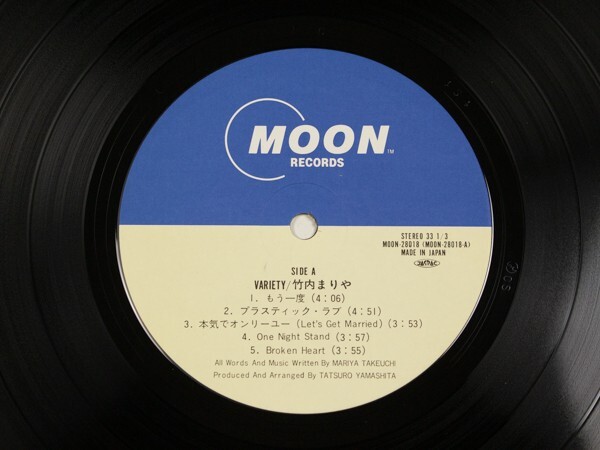 MOON™
RECORDS
STEREO 33 1/3
MOON-28018 (MOON-28018-A)
MADE IN JAPAN
JASRAC
SIDE A
VARIETY/竹内まりや
1. もう一度 (4:06)
2. プラスティック・ラブ (4:51)
3. 本気でオンリーユー (Let's Get Married) (3:53)
4. One Night Stand (3:57)
5. Broken Heart (3:55)
All Words And Music Written By MARIYA TAKEUCHI
Produced And Arranged By TATSURO YAMASHITA